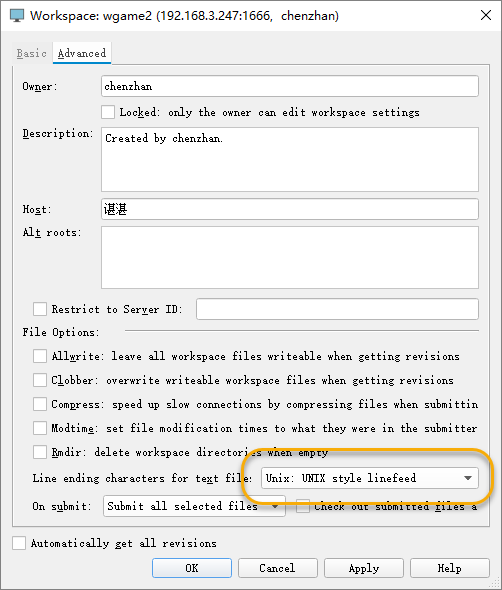 Workspace: wgame2 (192.168.3.247:1666, chenzhan)
Basic Advanced
Owner: chenzhan
Locked: only the owner can edit workspace settings
Description: Created by chenzhan.
Host: 谌湛
Alt roots:
Restrict to Server ID:
File Options:
Allwrite: leave all workspace files writeable when getting revisions
Clobber: overwrite writeable workspace files when getting revisions
Compress: speed up slow connections by compressing files when submittin
Modtime: set file modification times to what they were in the submitter
Rmdir: delete workspace directories when empty
Line ending characters for text file: Unix: UNIX style linefeed
On submit: Submit all selected files Check out submitted files a
Automatically get all revisions
OK Cancel Apply Help